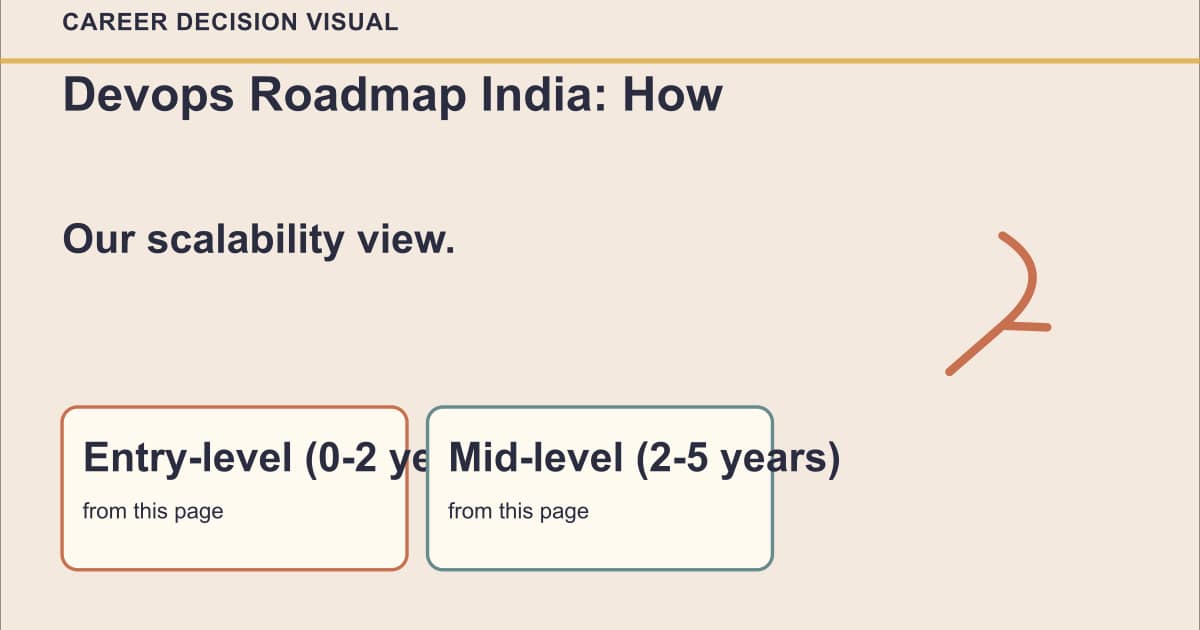 CAREER DECISION VISUAL
Devops Roadmap India: How
Our scalability view.
Entry-level (0-2 ye
Mid-level (2-5 years)
from this page
from this page